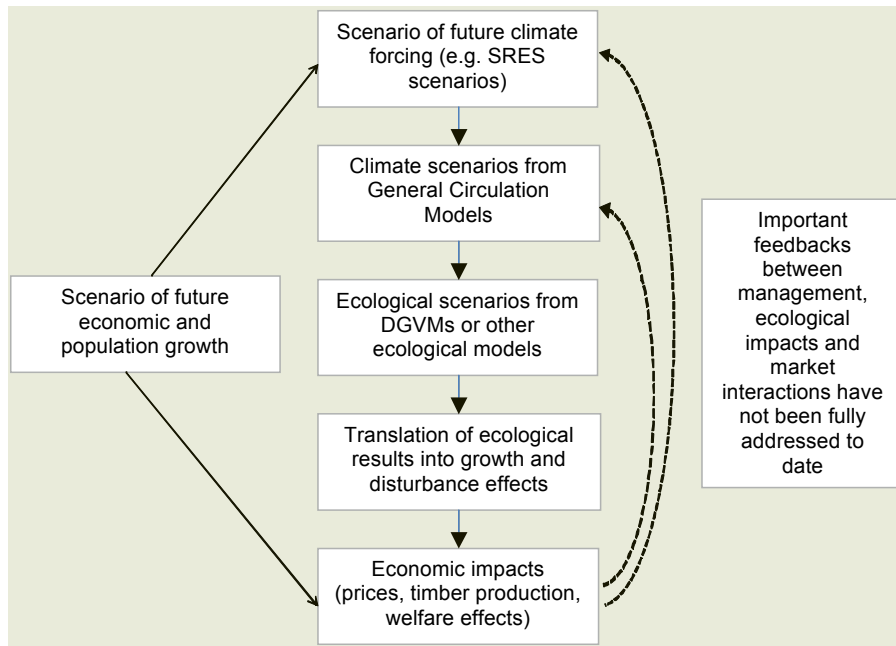 Scenario of future climate
forcing (e.g. SRES
scenarios)
Climate scenarios from
General Circulation
Models
Scenario of future
economic and
population growth
Ecological scenarios from
DGVMs or other
ecological models
Translation of ecological
results into growth and
disturbance effects
Economic impacts
(prices, timber production,
welfare effects)
Important
feedbacks
between
management,
ecological
impacts and
market
interactions have
not been fully
addressed to
date